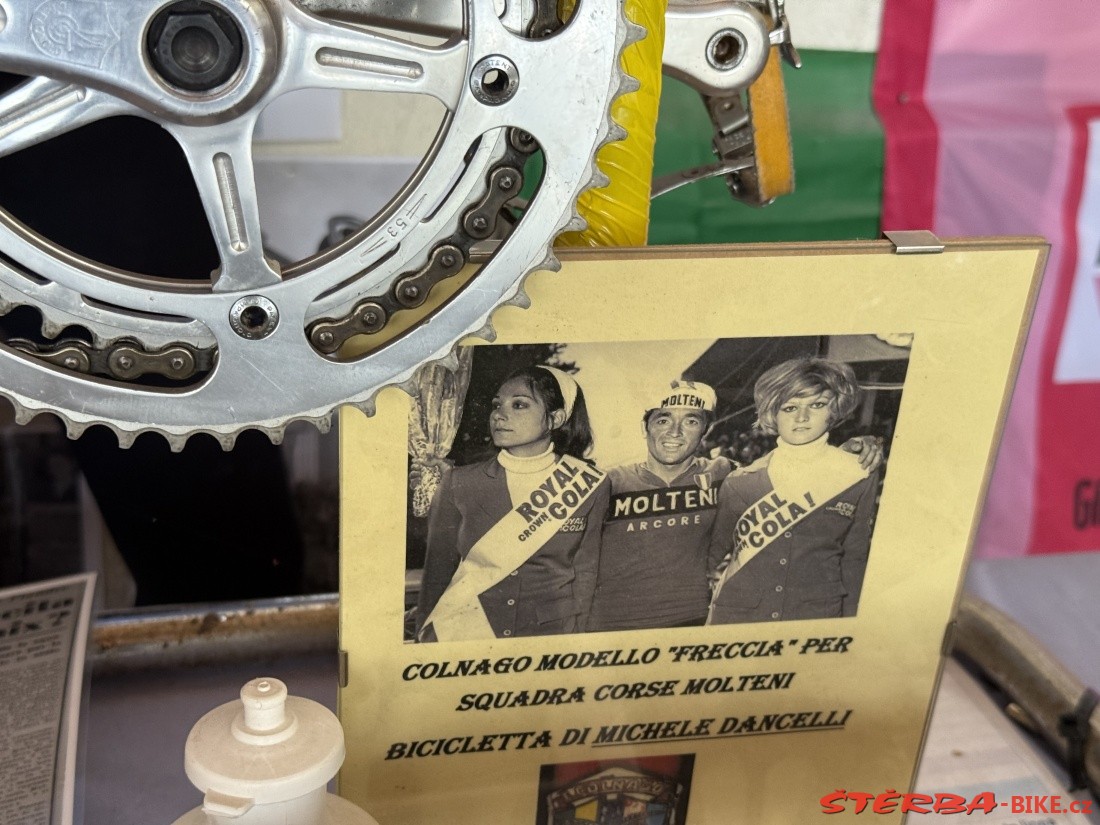 53
MOLTENI
MOLTENI
ARCORE
ROYAL
CROWN COLA!
ROYAL
COLA
ROYAL
COLA!
COLNAGO MODELLO "FRECCIA" PER
SQUADRA CORSE MOLTENI
BICICLETTA DI MICHELE DANCELLI
ŠTĚRBA-BIKE.cz